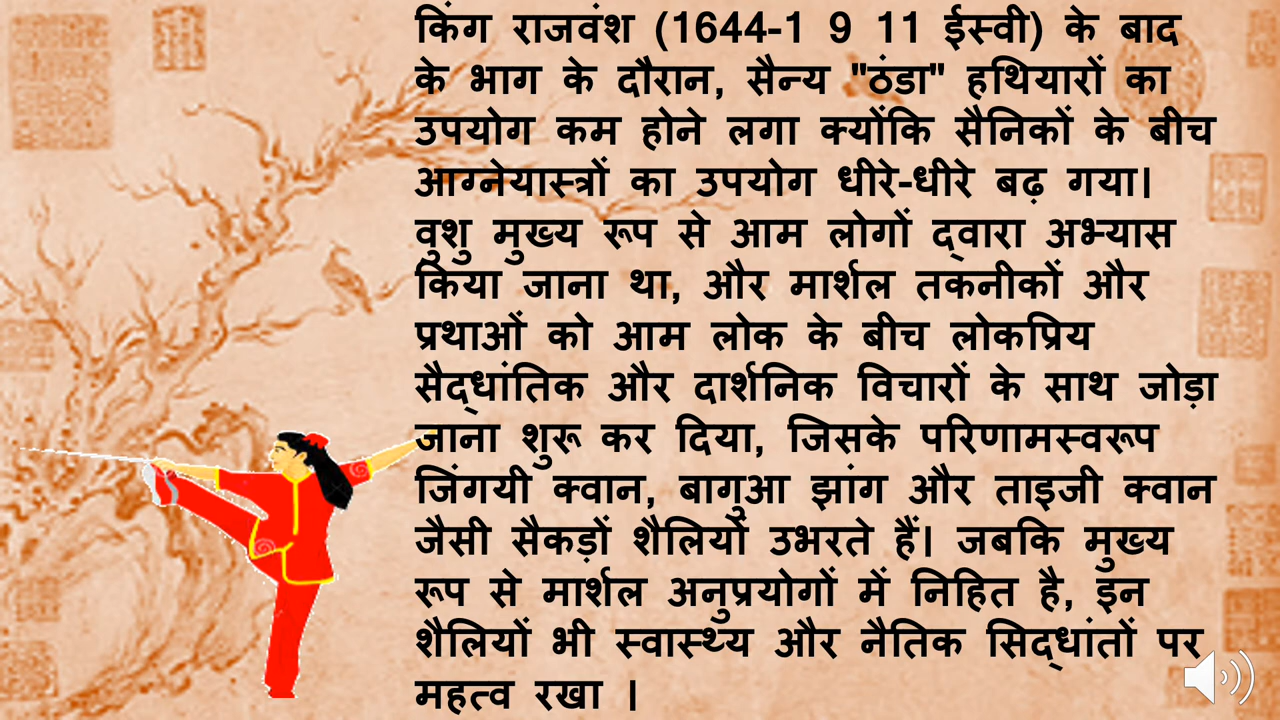 किंग राजवंश (1644-1 9 11 ईस्वी) के बाद
के भाग के दौरान, सैन्य "ठंडा" हथियारों का
उपयोग कम होने लगा क्योंकि सैनिकों के बीच
आग्नेयास्त्रों का उपयोग धीरे-धीरे बढ़ गया।
वुशु मुख्य रूप से आम लोगों द्वारा अभ्यास
किया जाना था, और मार्शल तकनीकों और
प्रथाओं को आम लोक के बीच लोकप्रिय
सैद्धांतिक और दार्शनिक विचारों के साथ जोड़ा
जाना शुरू कर दिया, जिसके परिणामस्वरूप
जिंगयी क्वान, बागुआ झांग और ताइजी क्वान
जैसी सैकड़ों शैलियों उभरते हैं। जबकि मुख्य
रूप से मार्शल अनुप्रयोगों में निहित है, इन
शैलियों भी स्वास्थ्य और नैतिक सिद्धांतों पर
महत्व रखा ।